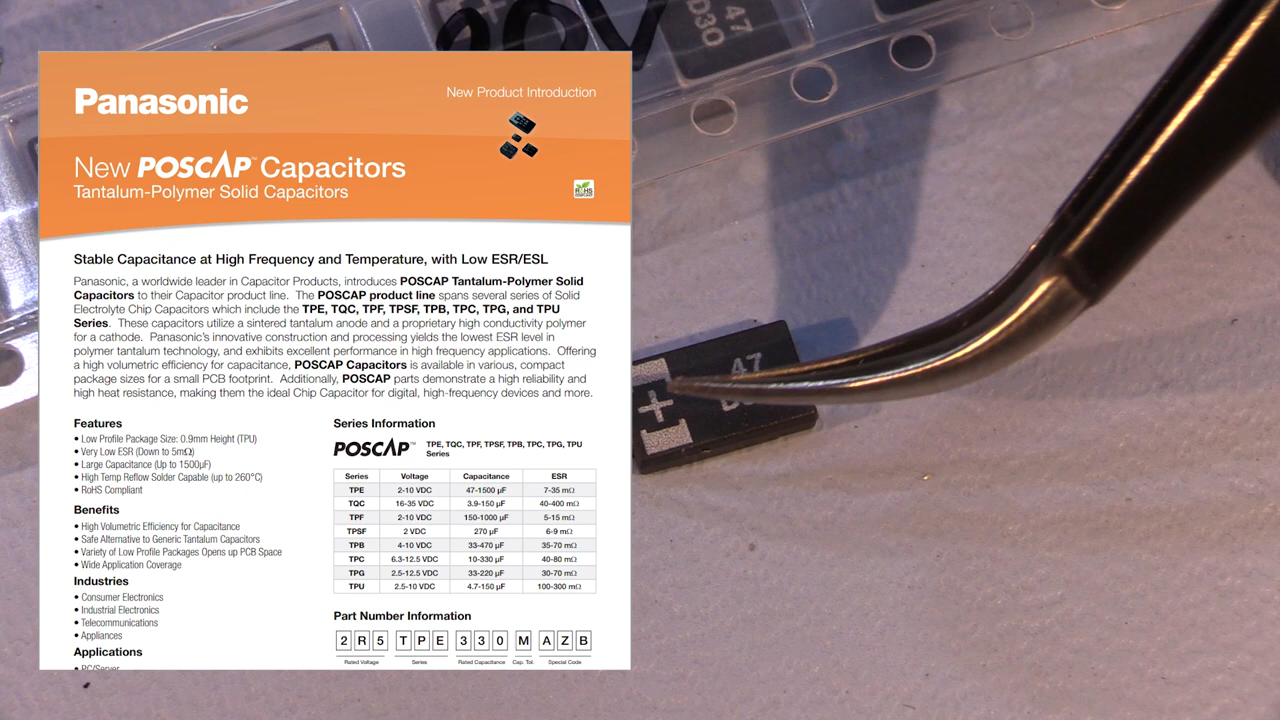 20V
47
D30
Panasonic
New Product Introduction
New POSCAP™ Capacitors
Tantalum-Polymer Solid Capacitors
RoHS
Stable Capacitance at High Frequency and Temperature, with Low ESR/ESL
Panasonic, a worldwide leader in Capacitor Products, introduces POSCAP Tantalum-Polymer Solid
Capacitors to their Capacitor product line. The POSCAP product line spans several series of Solid
Electrolyte Chip Capacitors which include the TPE, TQC, TPF, TPSF, TPB, TPC, TPG, and TPU
Series. These capacitors utilize a sintered tantalum anode and a proprietary high conductivity polymer
for a cathode. Panasonic's innovative construction and processing yields the lowest ESR level in
polymer tantalum technology, and exhibits excellent performance in high frequency applications. Offering
a high volumetric efficiency for capacitance, POSCAP Capacitors is available in various, compact
package sizes for a small PCB footprint. Additionally, POSCAP parts demonstrate a high reliability and
high heat resistance, making them the ideal Chip Capacitor for digital, high-frequency devices and more.
Features
• Low Profile Package Size: 0.9mm Height (TPU)
• Very Low ESR (Down to 5mΩ)
• Large Capacitance (Up to 1500µF)
• High Temp Reflow Solder Capable (up to 260°C)
• RoHS Compliant
Benefits
• High Volumetric Efficiency for Capacitance
• Safe Alternative to Generic Tantalum Capacitors
• Variety of Low Profile Packages Opens up PCB Space
• Wide Application Coverage
Industries
• Consumer Electronics
• Industrial Electronics
• Telecommunications
• Appliances
Applications
• PC/Server
Series Information
POSCAP™ TPE, TQC, TPF, TPSF, TPB, TPC, TPG, TPU
Series
Series Voltage Capacitance ESR
TPE 2-10 VDC 47-1500 µF 7-35 mΩ
TQC 16-35 VDC 3.9-150 µF 40-400 mΩ
TPF 2-10 VDC 150-1000 µF 5-15 mΩ
TPSF 2 VDC 270 µF 6-9 mΩ
TPB 4-10 VDC 33-470 µF 35-70 mΩ
TPC 6.3-12.5 VDC 10-330 µF 40-80 mΩ
TPG 2.5-12.5 VDC 33-220 µF 30-70 mΩ
TPU 2.5-10 VDC 4.7-150 µF 100-300 mΩ
Part Number Information
2 R 5 T P E 3 3 0 M A Z B
Rated Voltage Series Rated Capacitance Cap. Tol. Special Code
+
47